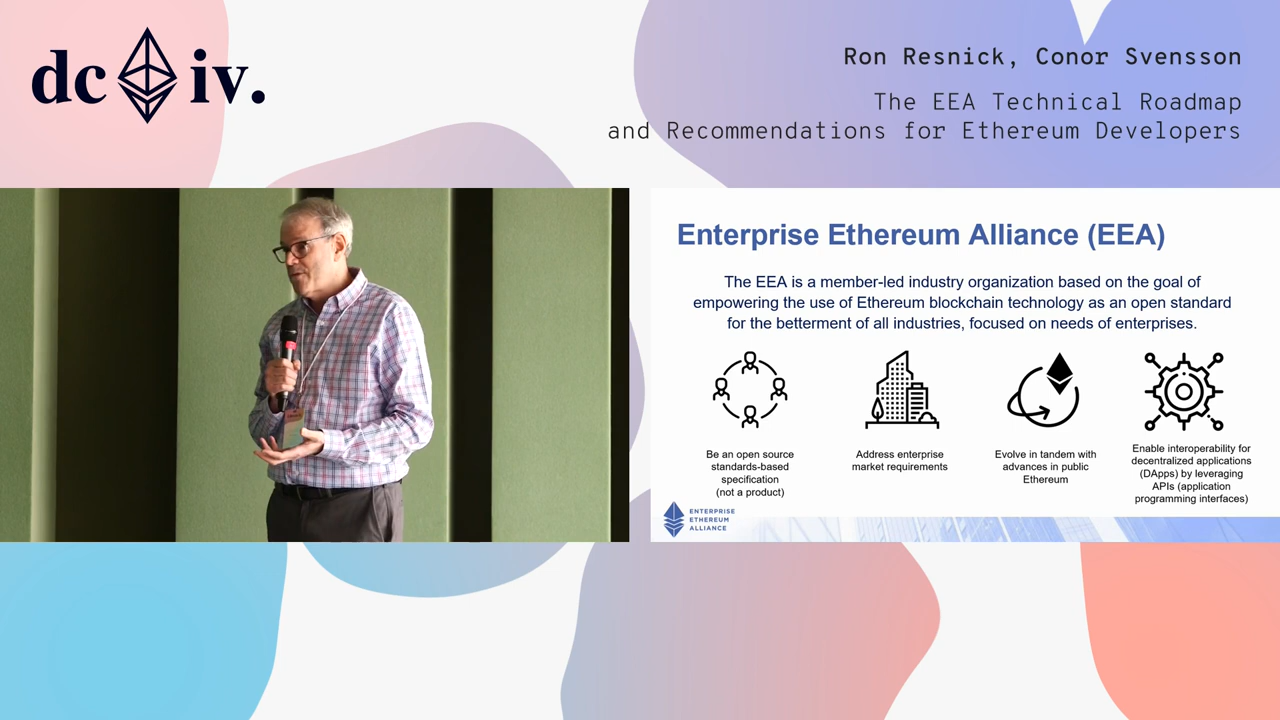 dc iv.
Ron Resnick, Conor Svensson
The EEA Technical Roadmap
and Recommendations for Ethereum Developers
Enterprise Ethereum Alliance (EEA)
The EEA is a member-led industry organization based on the goal of
empowering the use of Ethereum blockchain technology as an open standard
for the betterment of all industries, focused on needs of enterprises.
Be an open source
standards-based
specification
(not a product)
Address enterprise
market requirements
Evolve in tandem with
advances in public
Ethereum
Enable interoperability for
decentralized applications
(DApps) by leveraging
APIs (application
programming interfaces)
ENTERPRISE
ETHEREUM
ALLIANCE